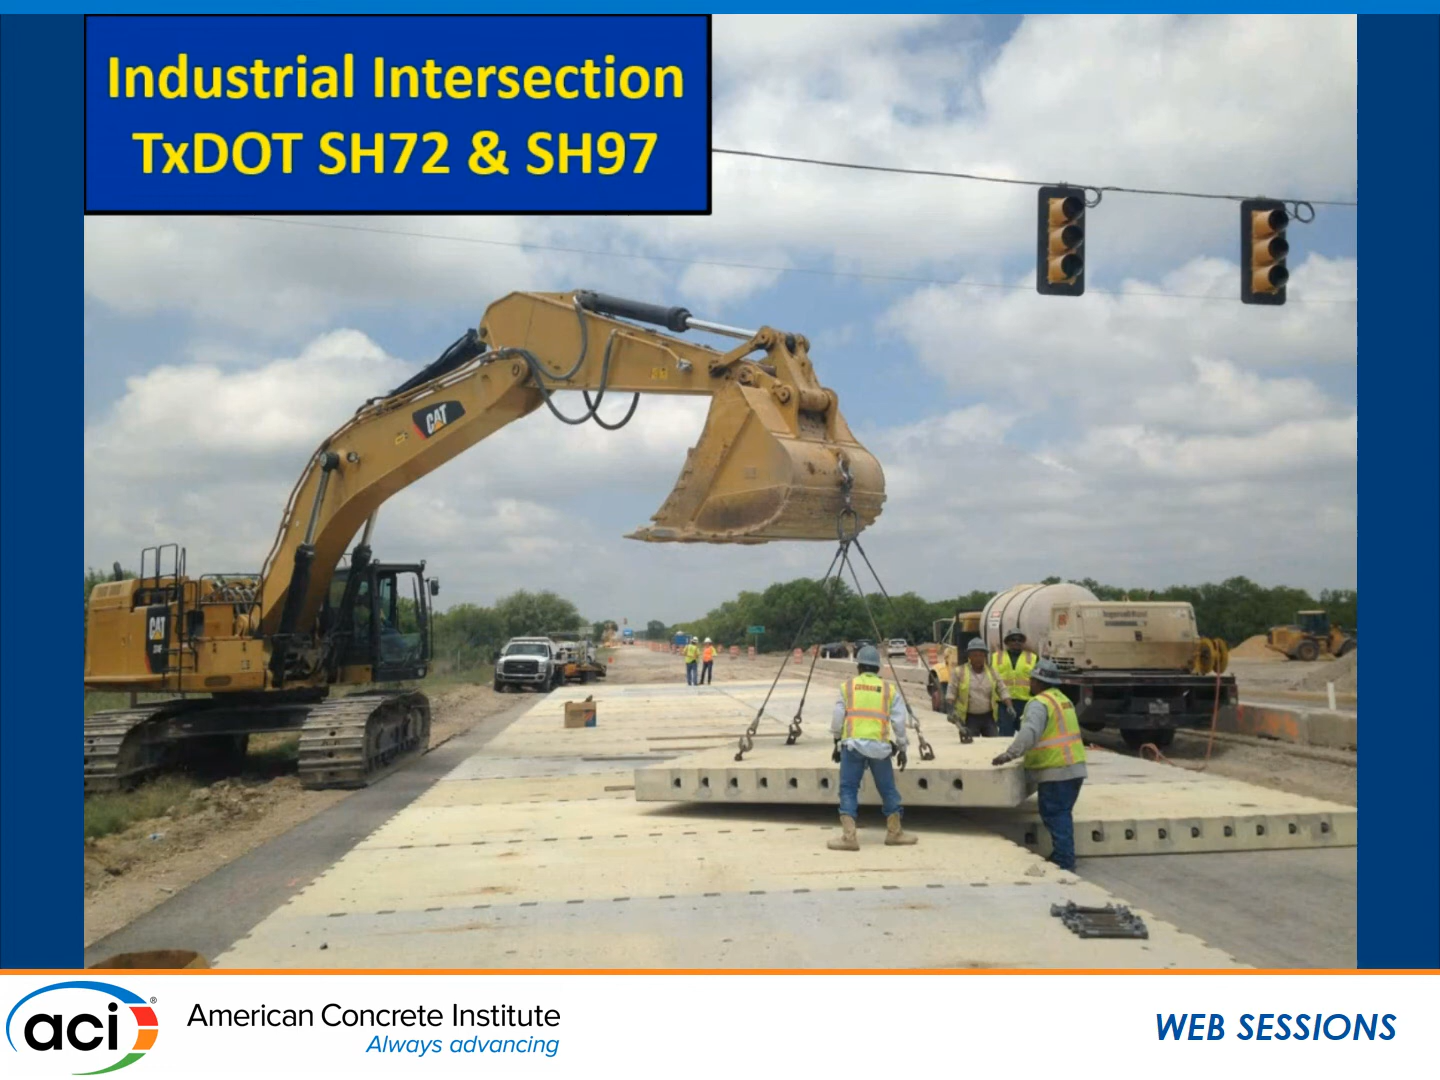 Industrial Intersection
TxDOT SH72 & SH97
CAT
CAT
aci®
American Concrete Institute
Always advancing
WEB SESSIONS